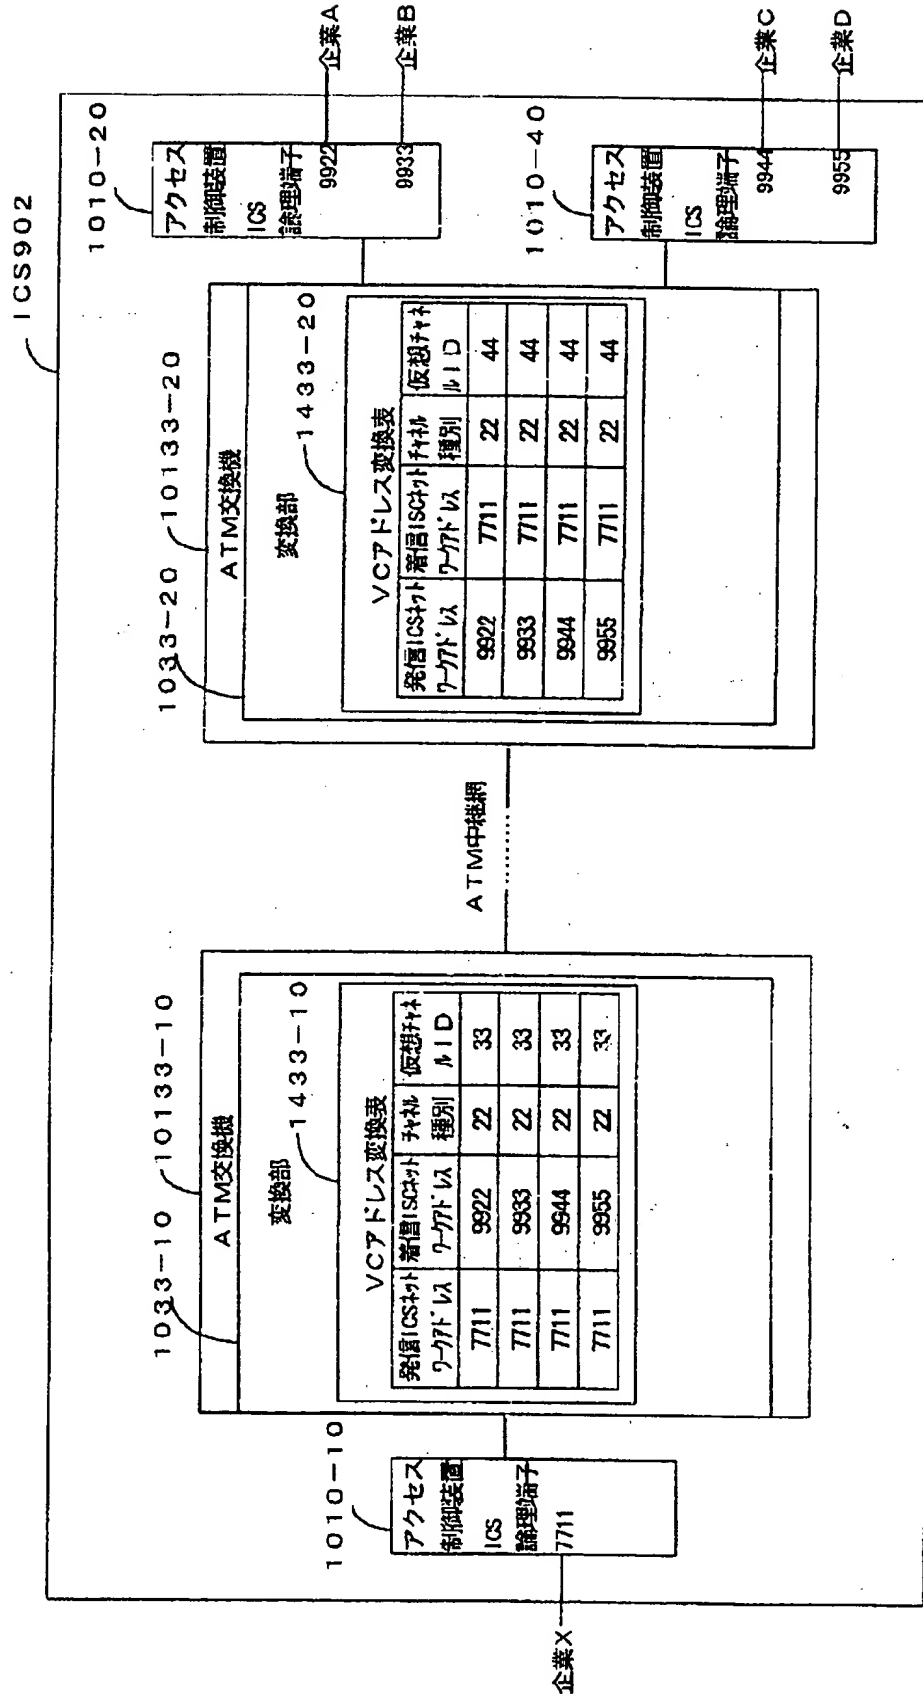 ICS902
企業X
1010-10
アクセス
制御装置
ICS
論理端子
7711
1033-10
10133-10
ATM交換機
変換部
1433-10
VCアドレス変換表
発信ICSネットワークアドレス 着信ISCネットワークアドレス チャネル種別 仮想チャネルID
7711 9922 22 33
7711 9933 22 33
7711 9944 22 33
7711 9955 22 33
ATM中継網
1033-20
10133-20
ATM交換機
変換部
1433-20
VCアドレス変換表
発信ICSネットワークアドレス 着信ISCネットワークアドレス チャネル種別 仮想チャネルID
9922 7711 22 44
9933 7711 22 44
9944 7711 22 44
9955 7711 22 44
1010-20
アクセス
制御装置
ICS
論理端子
9922
企業A
9933
企業B
1010-40
アクセス
制御装置
ICS
論理端子
9944
企業C
9955
企業D